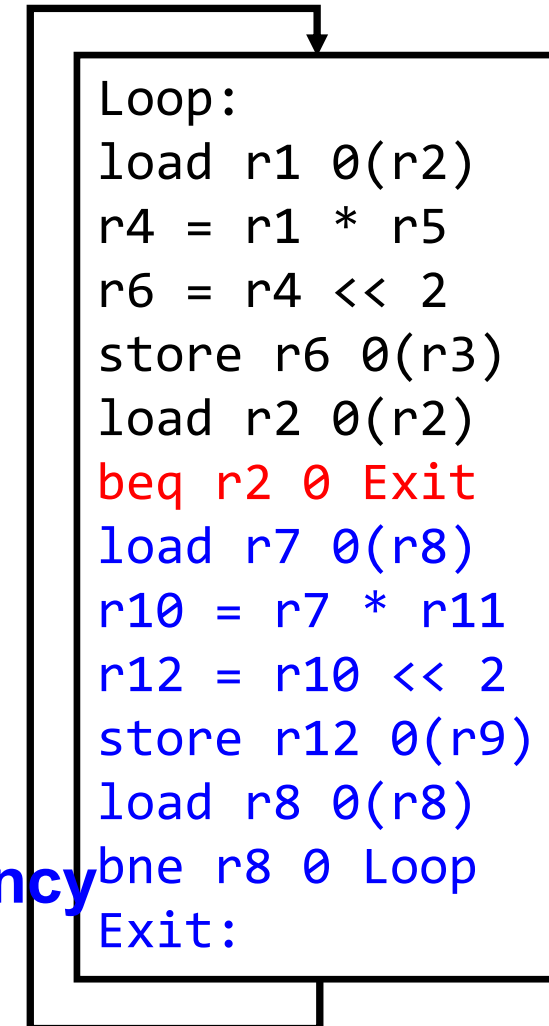 Loop:
load r1 0(r2)
r4 = r1 * r5
r6 = r4 << 2
store r6 0(r3)
load r2 0(r2)
beq r2 0 Exit
load r7 0(r8)
r10 = r7 * r11
r12 = r10 << 2
store r12 0(r9)
load r8 0(r8)
bne r8 0 Loop
Exit: